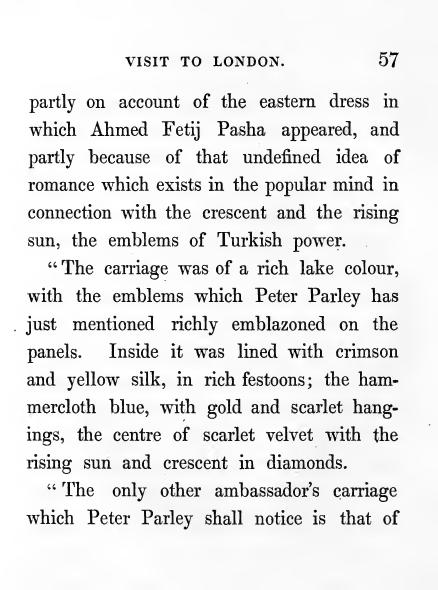 VISIT TO LONDON. 57
partly on account of the eastern dress in
which Ahmed Fetij Pasha appeared, and
partly because of that undefined idea of
romance which exists in the popular mind in
connection with the crescent and the rising
sun, the emblems of Turkish power.
“The carriage was of a rich lake colour,
with the emblems which Peter Parley has
just mentioned richly emblazoned on the
panels. Inside it was lined with crimson
and yellow silk, in rich festoons; the ham-
mercloth blue, with gold and scarlet hang-
ings, the centre of scarlet velvet with the
rising sun and crescent in diamonds.
“The only other ambassador's carriage
which Peter Parley shall notice is that of